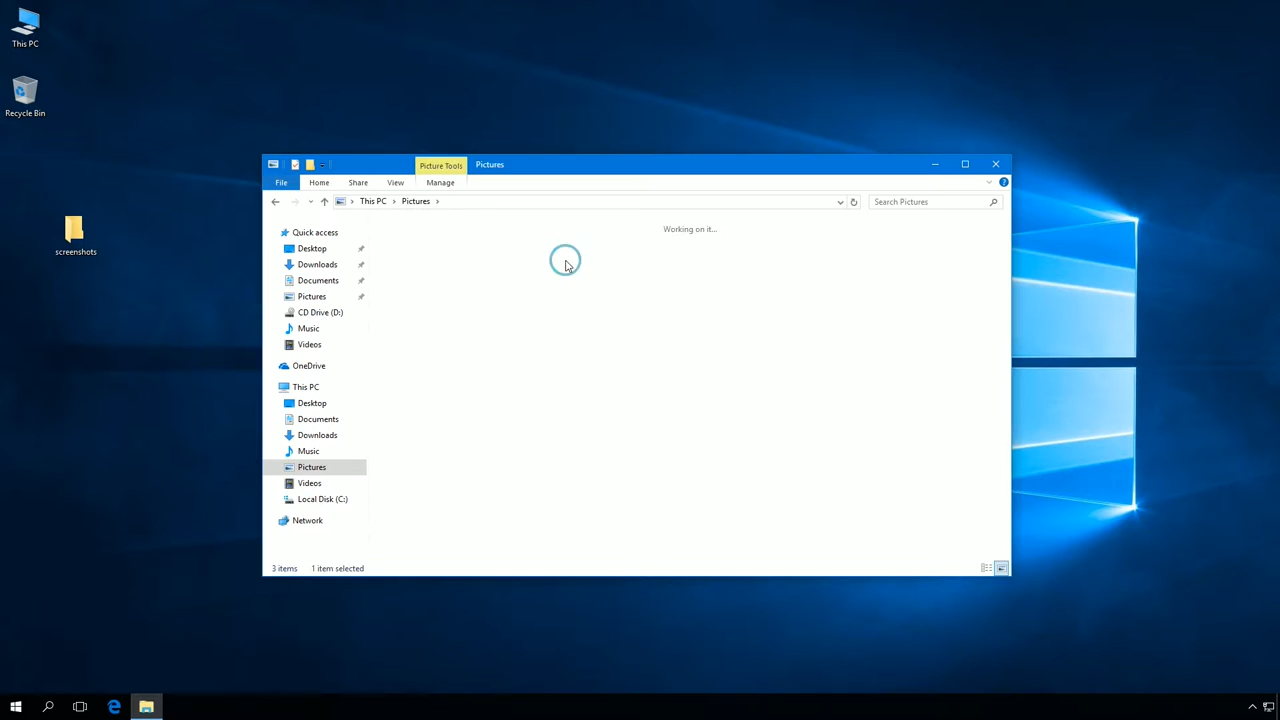 This PC
Recycle Bin
screenshots
Picture Tools
Pictures
File
Home
Share
View
Manage
This PC
Pictures
Search Pictures
Quick access
Desktop
Downloads
Documents
Pictures
CD Drive (D:)
Music
Videos
OneDrive
This PC
Desktop
Documents
Downloads
Music
Pictures
Videos
Local Disk (C:)
Network
Working on it...
3 items
1 item selected